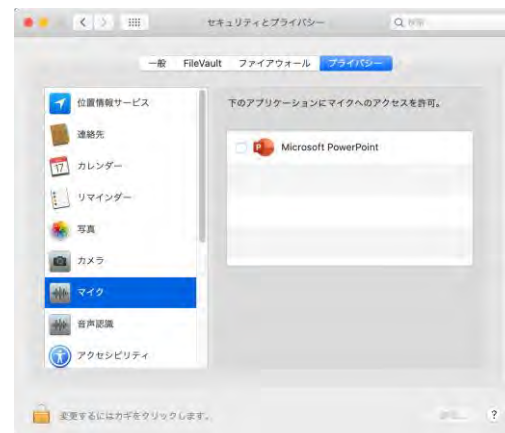 セキュリティとプライバシー
検索
一般 FileVault ファイアウォール プライバシー
位置情報サービス
下のアプリケーションにマイクへのアクセスを許可。
連絡先
Microsoft PowerPoint
17 カレンダー
リマインダー
写真
カメラ
マイク
音声認識
アクセシビリティ
変更するにはカギをクリックします。
?